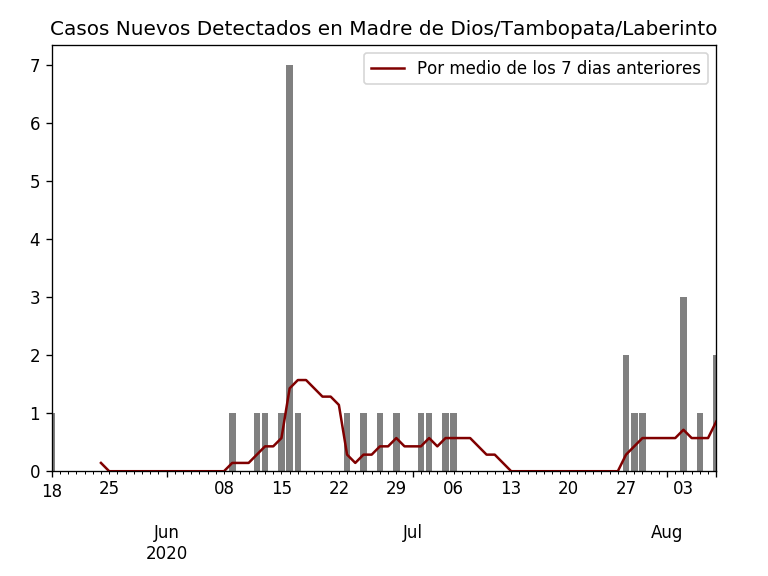 Casos Nuevos Detectados en Madre de Dios/Tambopata/Laberinto
Por medio de los 7 dias anteriores
7
6
5
4
3
2
1
0
18 25 08 15 22 29 06 13 20 27 03
Jun Jul Aug
2020